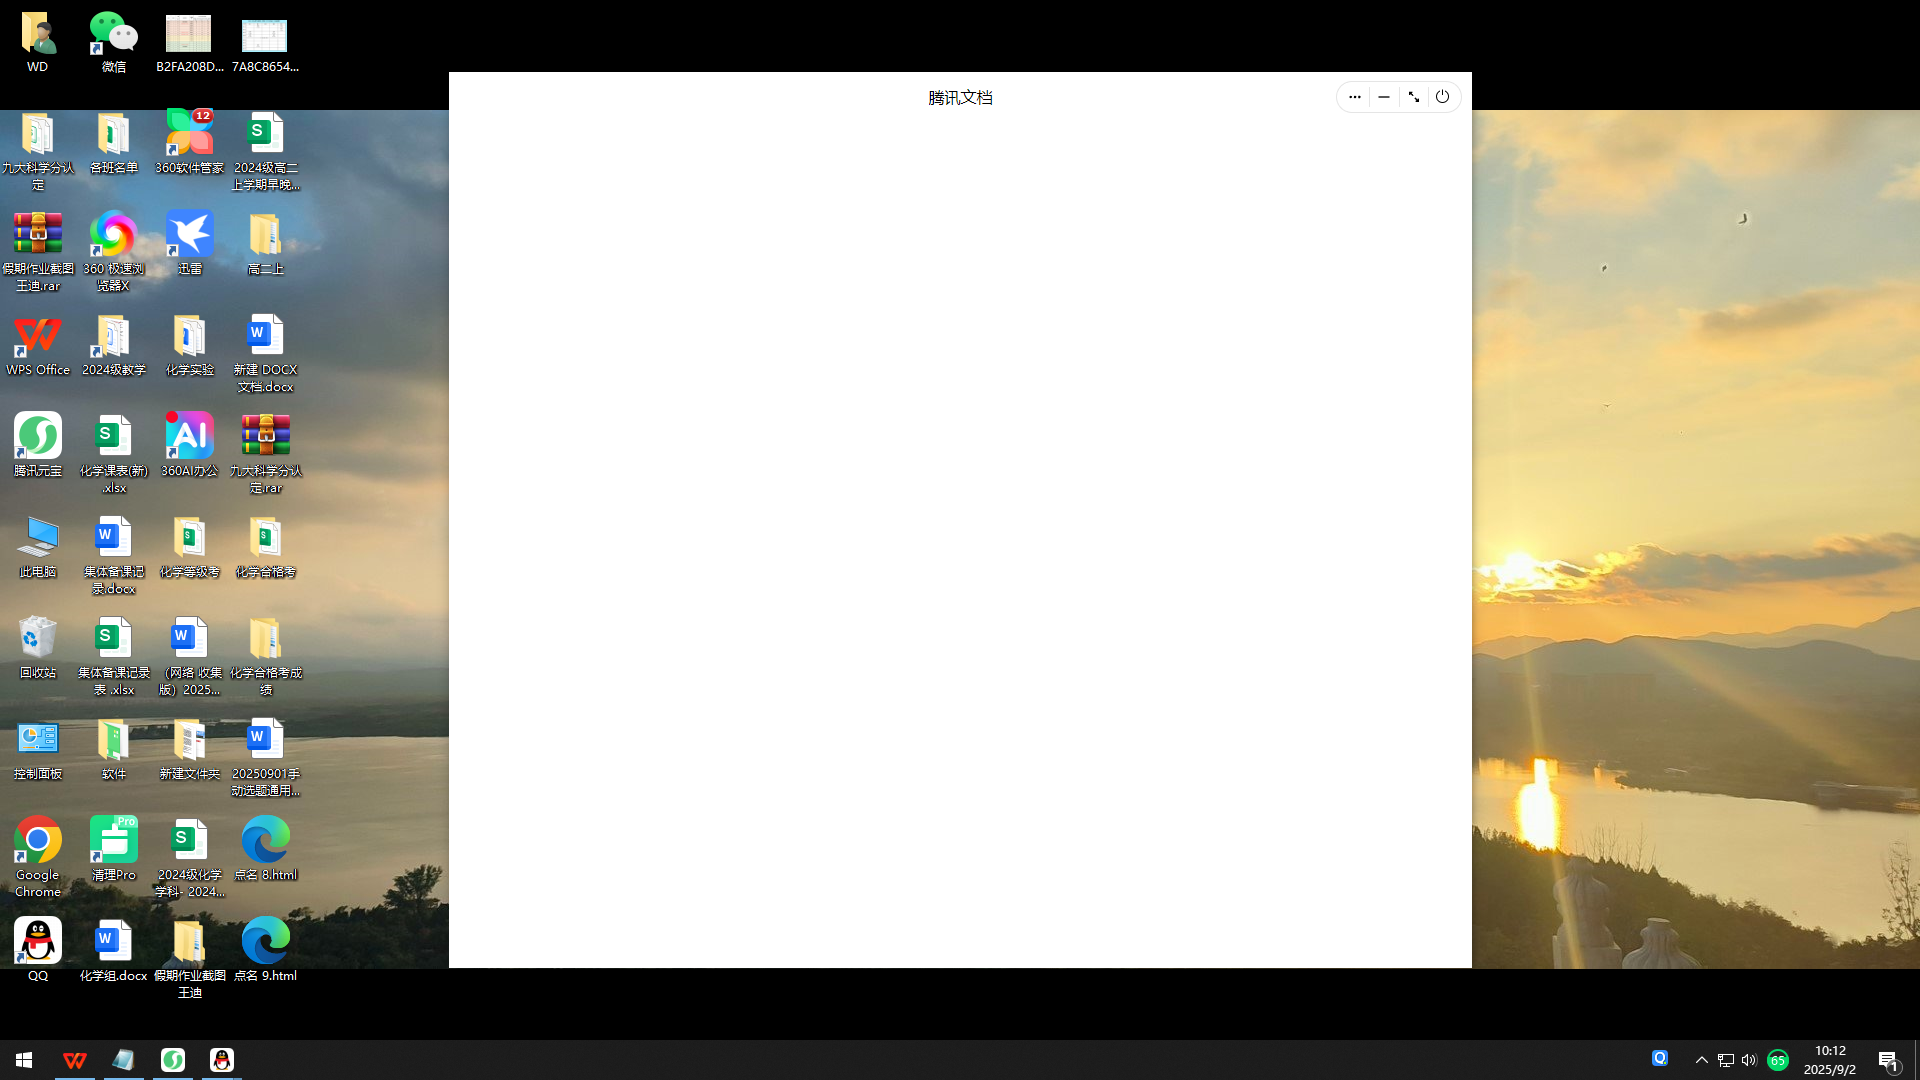 WD
微信
B2FA208D...
7A8C8654...
腾讯文档
九大科学分认
定
各班名单
12
360软件管家
S
2024级高二
上学期早晚...
假期作业截图
王迪.rar
360 极速浏
览器X
迅雷
高二上
WPS Office
2024级教学
化学实验
W
新建 DOCX
文档.docx
腾讯元宝
S
化学课表(新)
.xlsx
AI
360AI办公
九大科学分认
定.rar
此电脑
W
集体备课记
录.docx
S
化学等级考
S
化学合格考
回收站
S
集体备课记录
表 .xlsx
W
（网络 收集
版）2025...
化学合格考成
绩
控制面板
软件
新建文件夹
W
20250901手
动选题通用...
Google
Chrome
Pro
清理Pro
S
2024级化学
学科- 2024...
点名 8.html
QQ
W
化学组.docx
假期作业截图
王迪
点名 9.html
Q
65
10:12
2025/9/2
1